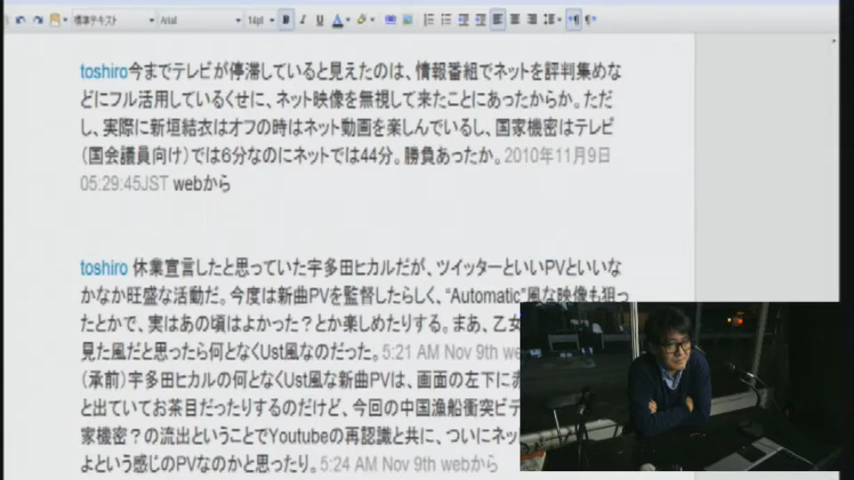 標準テキスト Arial 14pt B I U A
toshiro今までテレビが停滞していると見えたのは、情報番組でネットを評判集めな
どにフル活用しているくせに、ネット映像を無視して来たことにあったからか。ただ
し、実際に新垣結衣はオフの時はネット動画を楽しんでいるし、国家機密はテレビ
（国会議員向け）では6分なのにネットでは44分。勝負あったか。2010年11月9日
05:29:45JST webから
toshiro 休業宣言したと思っていた宇多田ヒカルだが、ツイッターといいPVといいな
かなか旺盛な活動だ。今度は新曲PVを監督したらしく、“Automatic”風な映像も狙っ
たとかで、実はあの頃はよかった？とか楽しめたりする。まあ、乙女
見た風だと思ったら何となくUst風なのだった。5:21 AM Nov 9th we
(承前)宇多田ヒカルの何となくUst風な新曲PVは、画面の左下に赤
と出ていてお茶目だったりするのだけど、今回の中国漁船衝突ビデ
家機密？の流出ということでYoutubeの再認識と共に、ついにネッ
よという感じのPVなのかと思ったり。5:24 AM Nov 9th webから